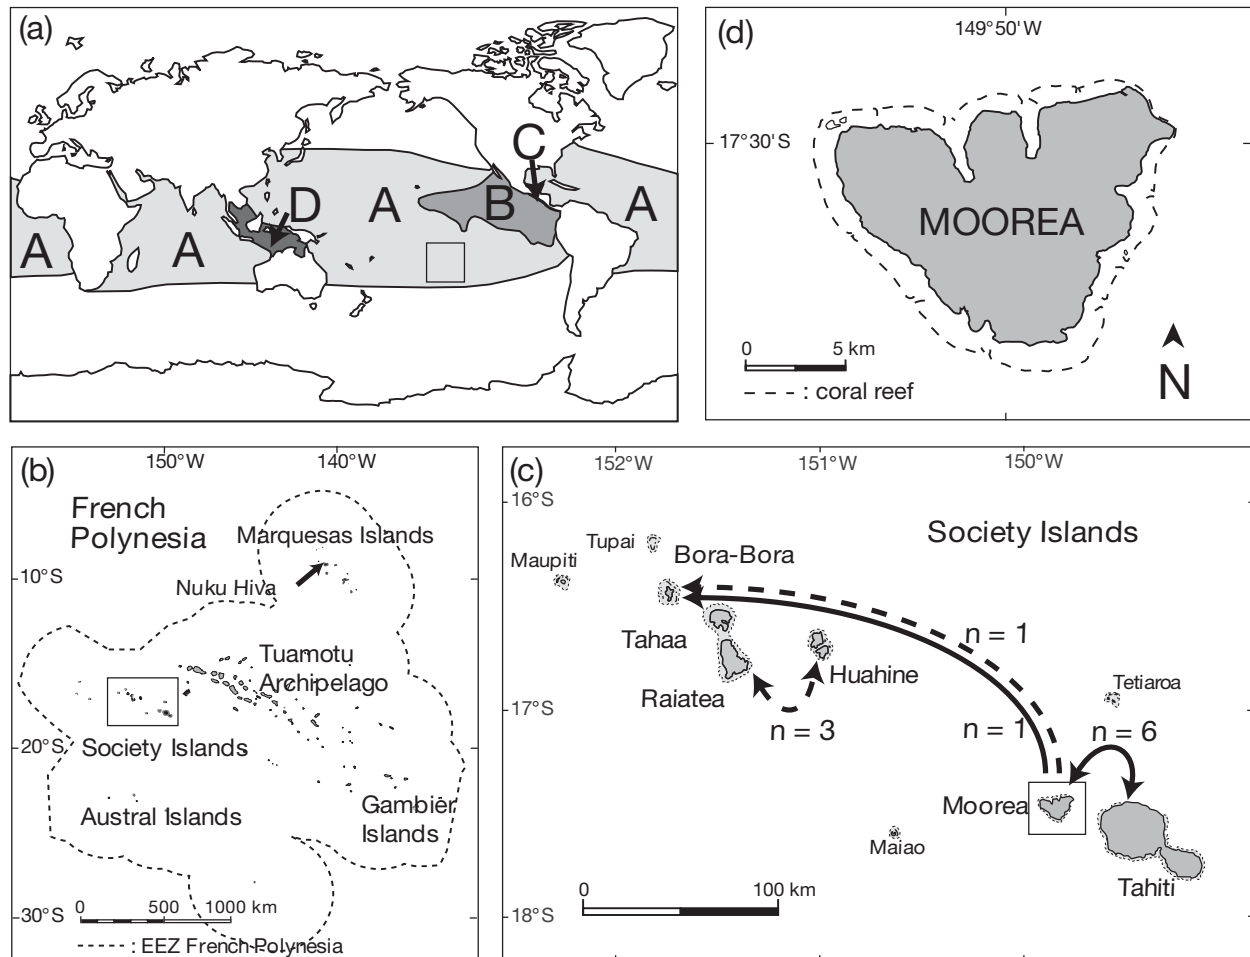 (a)
C
D
A
B
A
A
A
(d)
149°50'W
17°30'S
MOOREA
0
5 km
: coral reef
N
(b)
150°W
140°W
French
Polynesia
Marquesas Islands
10°S
Nuku Hiva
Tuamotu
Archipelago
Society Islands
20°S
Austral Islands
Gambier
Islands
0
500
1000 km
30°S
: EEZ French Polynesia
(c)
152°W
151°W
150°W
16°S
Society Islands
Tupai
Bora-Bora
Maupiti
n = 1
Tahaa
Huahine
Raiatea
Tetiaroa
17°S
n = 3
n = 1
n = 6
Moorea
Maiao
Tahiti
0
100 km
18°S